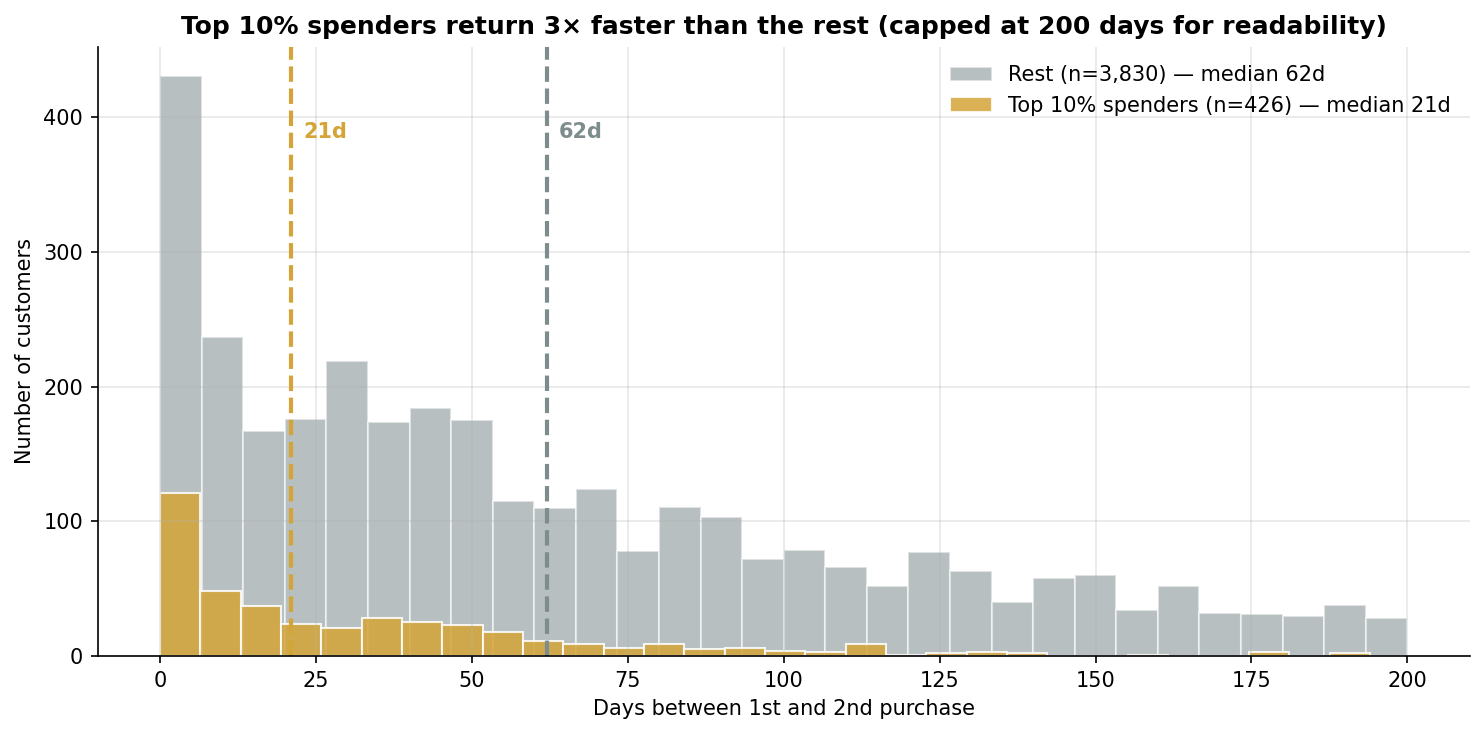 Top 10% spenders return 3× faster than the rest (capped at 200 days for readability)
Rest (n=3,830) — median 62d
Top 10% spenders (n=426) — median 21d
21d
62d
Number of customers
400
300
200
100
0
0 25 50 75 100 125 150 175 200
Days between 1st and 2nd purchase